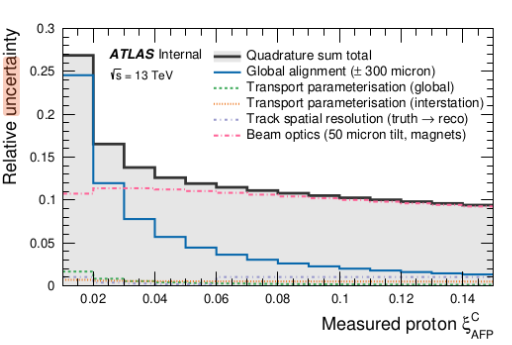 Relative uncertainty
0.3
0.25
0.2
0.15
0.1
0.05
0
ATLAS Internal
√s = 13 TeV
Quadrature sum total
Global alignment (± 300 micron)
Transport parameterisation (global)
Transport parameterisation (interstation)
Track spatial resolution (truth → reco)
Beam optics (50 micron tilt, magnets)
0.02 0.04 0.06 0.08 0.1 0.12 0.14
Measured proton ξ^C_AFP